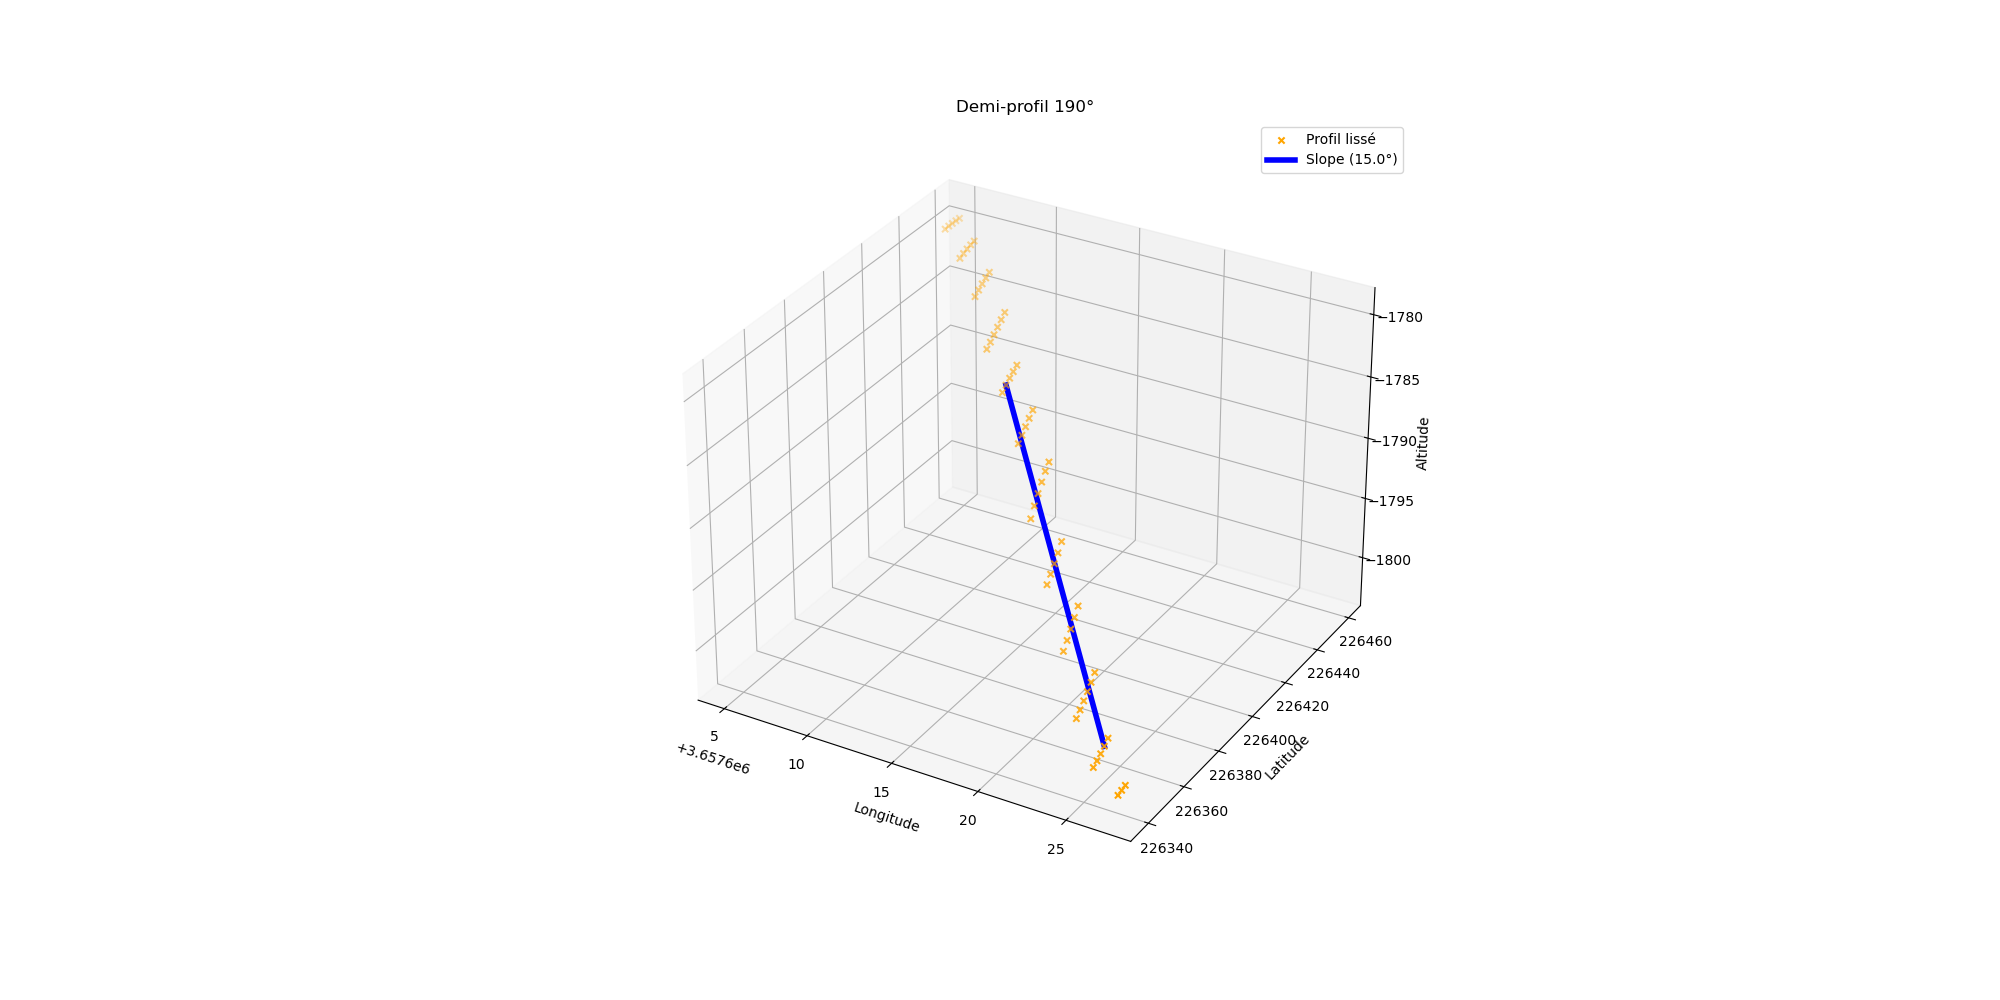 Demi-profil 190°
Profil lissé
Slope (15.0°)
−1780
−1785
−1790
−1795
−1800
Altitude
226460
226440
226420
226400
226380
226360
226340
Latitude
5
10
15
20
25
+3.6576e6
Longitude